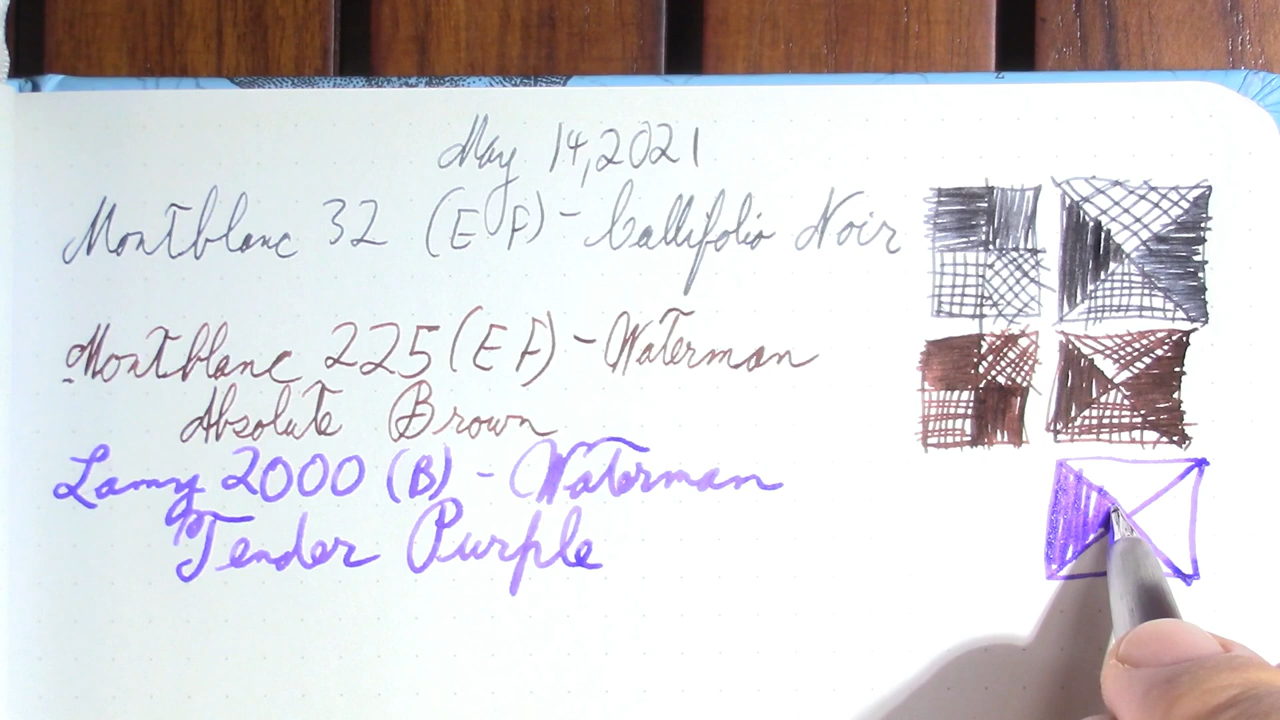 May 14, 2021
Montblanc 32 (EF) - Callifolio Noir
Montblanc 225 (EF) - Waterman
Absolute Brown
Lamy 2000 (B) - Waterman
Tender Purple